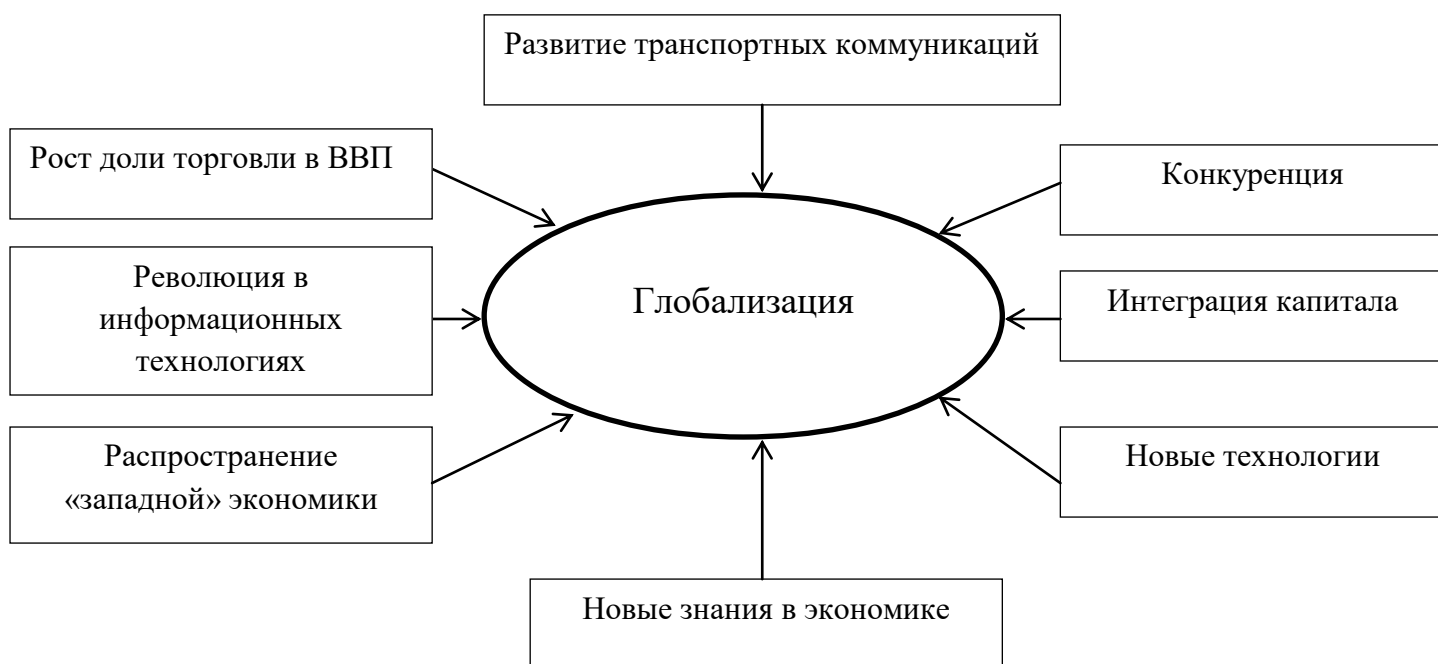 Развитие транспортных коммуникаций
Рост доли торговли в ВВП
Конкуренция
Революция в
информационных
технологиях
Глобализация
Интеграция капитала
Распространение
«западной» экономики
Новые технологии
Новые знания в экономике